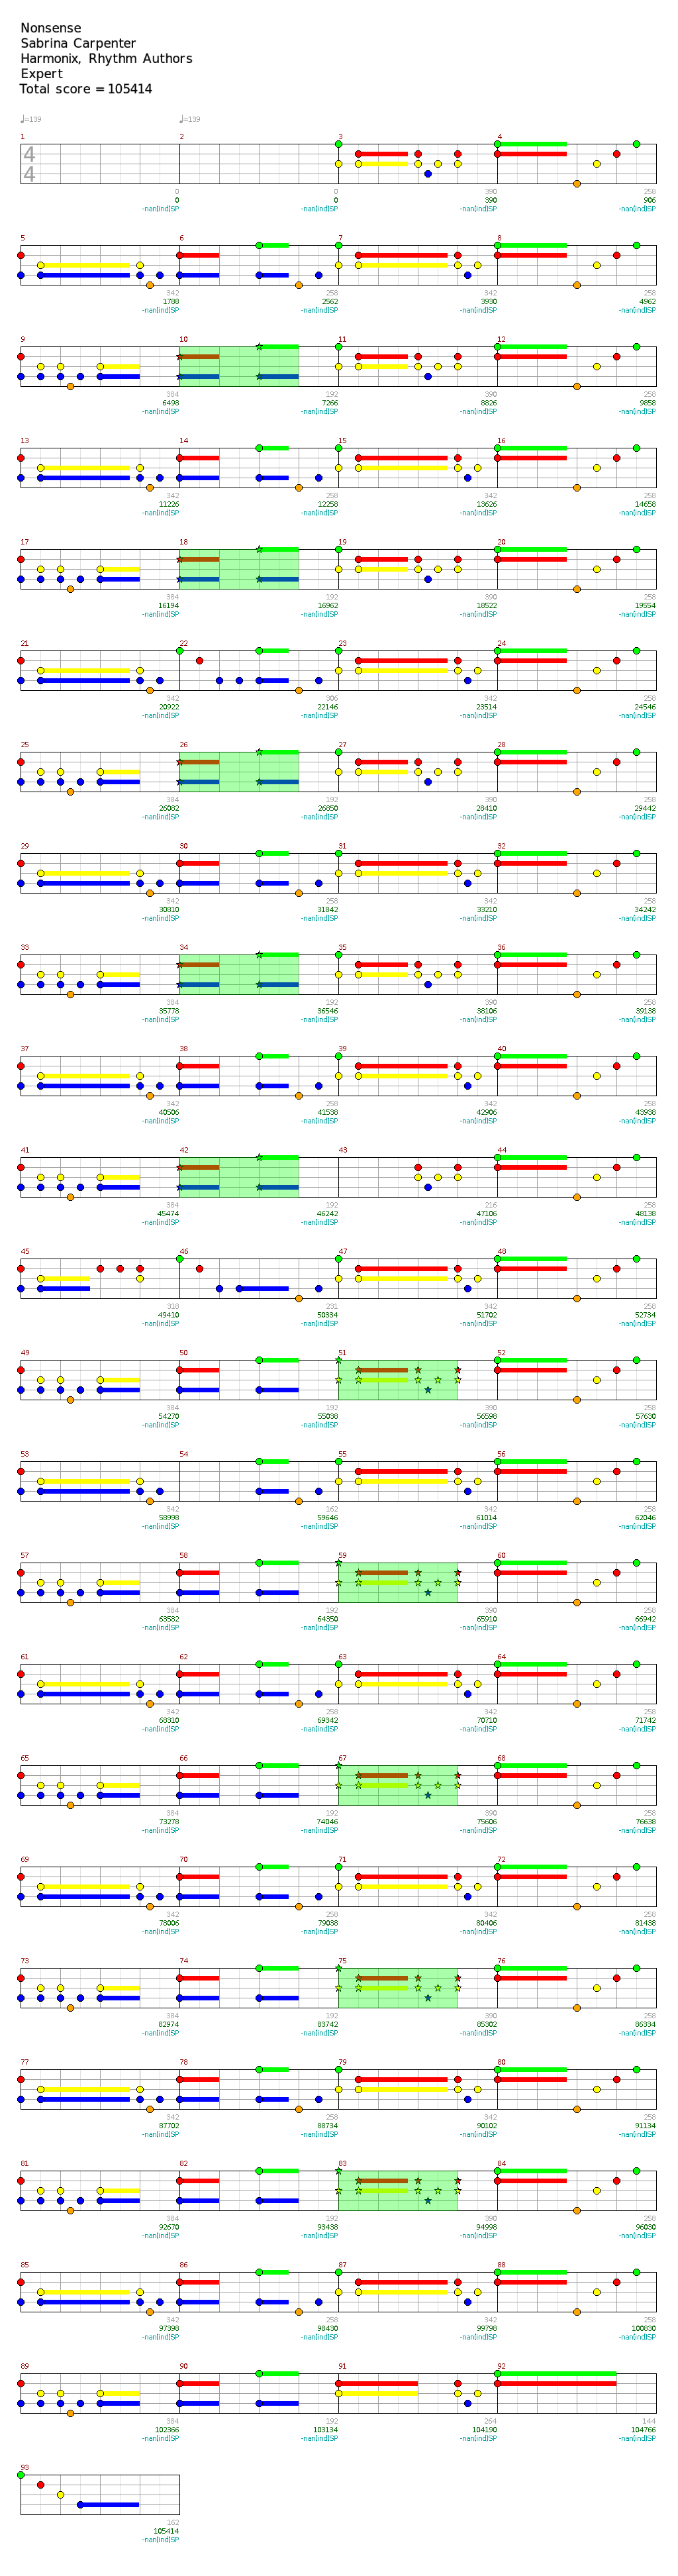 Nonsense
Sabrina Carpenter
Harmonix, Rhythm Authors
Expert
Total score = 105414
♩=139 ♩=139
1 2 3 4
4
4
0 0 390 258
0 0 390 906
-nan(ind)SP -nan(ind)SP -nan(ind)SP -nan(ind)SP
5 6 7 8
342 258 342 258
1788 2562 3930 4962
-nan(ind)SP -nan(ind)SP -nan(ind)SP -nan(ind)SP
9 10 11 12
384 192 390 258
6498 7266 8826 9858
-nan(ind)SP -nan(ind)SP -nan(ind)SP -nan(ind)SP
13 14 15 16
342 258 342 258
11226 12258 13626 14658
-nan(ind)SP -nan(ind)SP -nan(ind)SP -nan(ind)SP
17 18 19 20
384 192 390 258
16194 16962 18522 19554
-nan(ind)SP -nan(ind)SP -nan(ind)SP -nan(ind)SP
21 22 23 24
342 306 342 258
20922 22146 23514 24546
-nan(ind)SP -nan(ind)SP -nan(ind)SP -nan(ind)SP
25 26 27 28
384 192 390 258
26082 26850 28410 29442
-nan(ind)SP -nan(ind)SP -nan(ind)SP -nan(ind)SP
29 30 31 32
342 258 342 258
30810 31842 33210 34242
-nan(ind)SP -nan(ind)SP -nan(ind)SP -nan(ind)SP
33 34 35 36
384 192 390 258
35778 36546 38106 39138
-nan(ind)SP -nan(ind)SP -nan(ind)SP -nan(ind)SP
37 38 39 40
342 258 342 258
40506 41538 42906 43938
-nan(ind)SP -nan(ind)SP -nan(ind)SP -nan(ind)SP
41 42 43 44
384 192 216 258
45474 46242 47106 48138
-nan(ind)SP -nan(ind)SP -nan(ind)SP -nan(ind)SP
45 46 47 48
318 231 342 258
49410 50334 51702 52734
-nan(ind)SP -nan(ind)SP -nan(ind)SP -nan(ind)SP
49 50 51 52
384 192 390 258
54270 55038 56598 57630
-nan(ind)SP -nan(ind)SP -nan(ind)SP -nan(ind)SP
53 54 55 56
342 162 342 258
58998 59646 61014 62046
-nan(ind)SP -nan(ind)SP -nan(ind)SP -nan(ind)SP
57 58 59 60
384 192 390 258
63582 64350 65910 66942
-nan(ind)SP -nan(ind)SP -nan(ind)SP -nan(ind)SP
61 62 63 64
342 258 342 258
68310 69342 70710 71742
-nan(ind)SP -nan(ind)SP -nan(ind)SP -nan(ind)SP
65 66 67 68
384 192 390 258
73278 74046 75606 76638
-nan(ind)SP -nan(ind)SP -nan(ind)SP -nan(ind)SP
69 70 71 72
342 258 342 258
78006 79038 80406 81438
-nan(ind)SP -nan(ind)SP -nan(ind)SP -nan(ind)SP
73 74 75 76
384 192 390 258
82974 83742 85302 86334
-nan(ind)SP -nan(ind)SP -nan(ind)SP -nan(ind)SP
77 78 79 80
342 258 342 258
87702 88734 90102 91134
-nan(ind)SP -nan(ind)SP -nan(ind)SP -nan(ind)SP
81 82 83 84
384 192 390 258
92670 93438 94998 96030
-nan(ind)SP -nan(ind)SP -nan(ind)SP -nan(ind)SP
85 86 87 88
342 258 342 258
97398 98430 99798 100830
-nan(ind)SP -nan(ind)SP -nan(ind)SP -nan(ind)SP
89 90 91 92
384 192 264 144
102366 103134 104190 104766
-nan(ind)SP -nan(ind)SP -nan(ind)SP -nan(ind)SP
93
162
105414
-nan(ind)SP